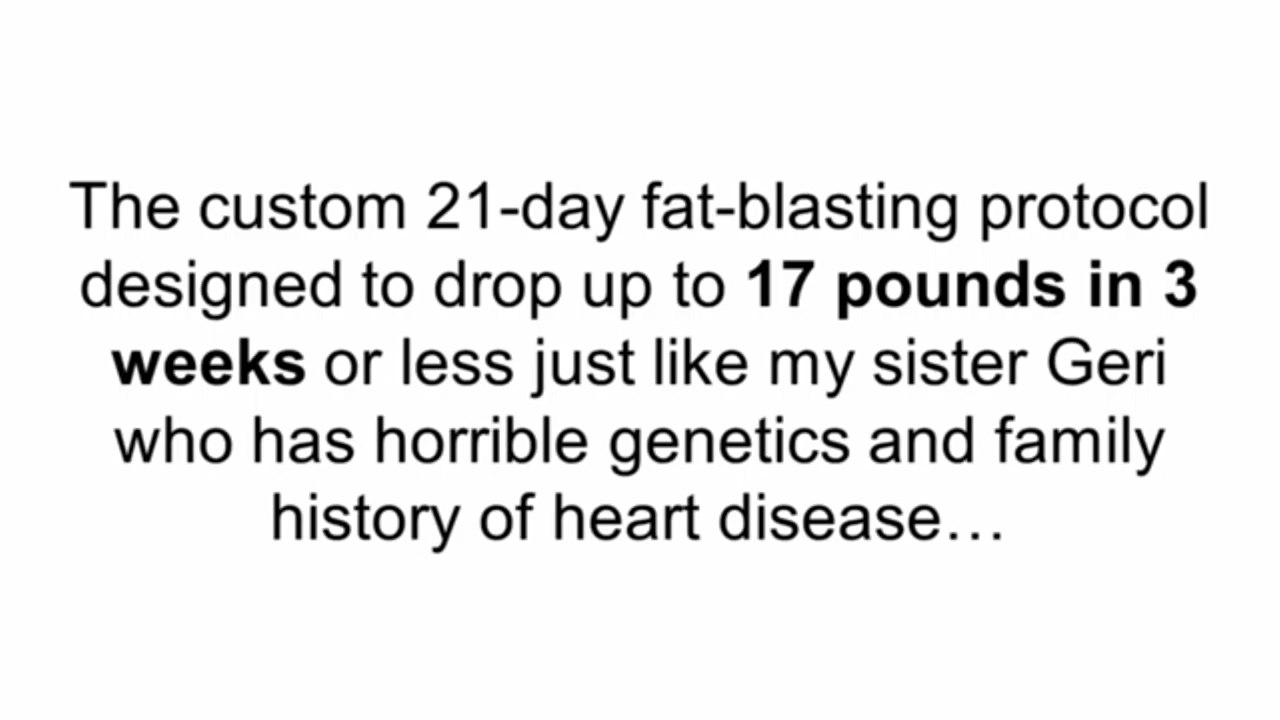 The custom 21-day fat-blasting protocol
designed to drop up to 17 pounds in 3
weeks or less just like my sister Geri
who has horrible genetics and family
history of heart disease…